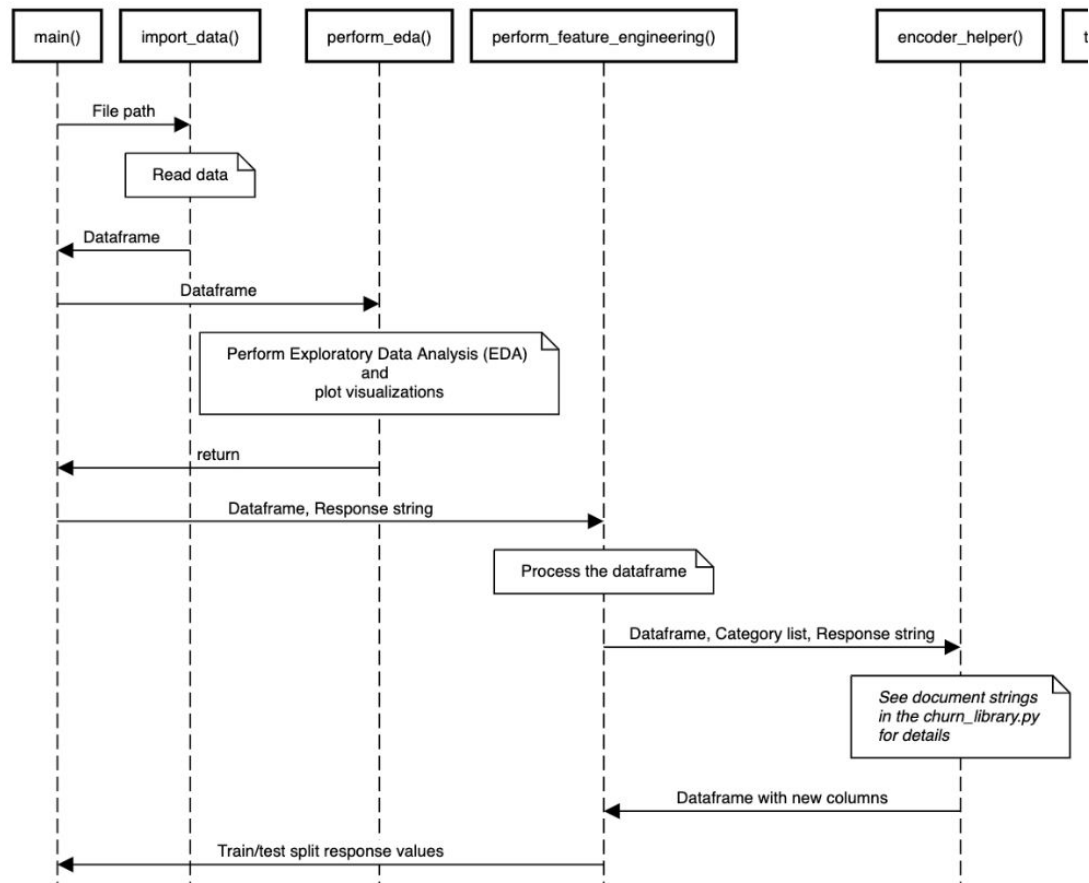 main()
import_data()
perform_eda()
perform_feature_engineering()
encoder_helper()
t
File path
Read data
Dataframe
Dataframe
Perform Exploratory Data Analysis (EDA)
and
plot visualizations
return
Dataframe, Response string
Process the dataframe
Dataframe, Category list, Response string
See document strings
in the churn_library.py
for details
Dataframe with new columns
Train/test split response values